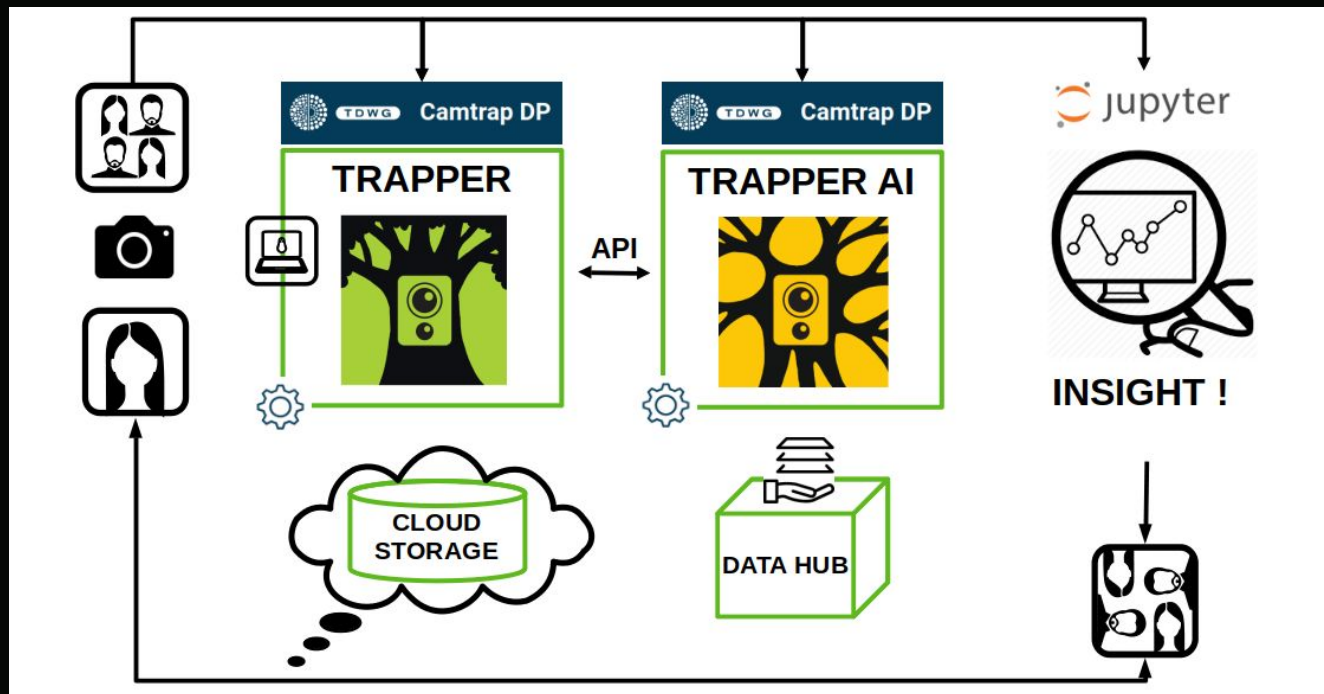 TDWG Camtrap DP
TRAPPER
TDWG Camtrap DP
TRAPPER AI
API
jupyter
INSIGHT !
CLOUD
STORAGE
DATA HUB